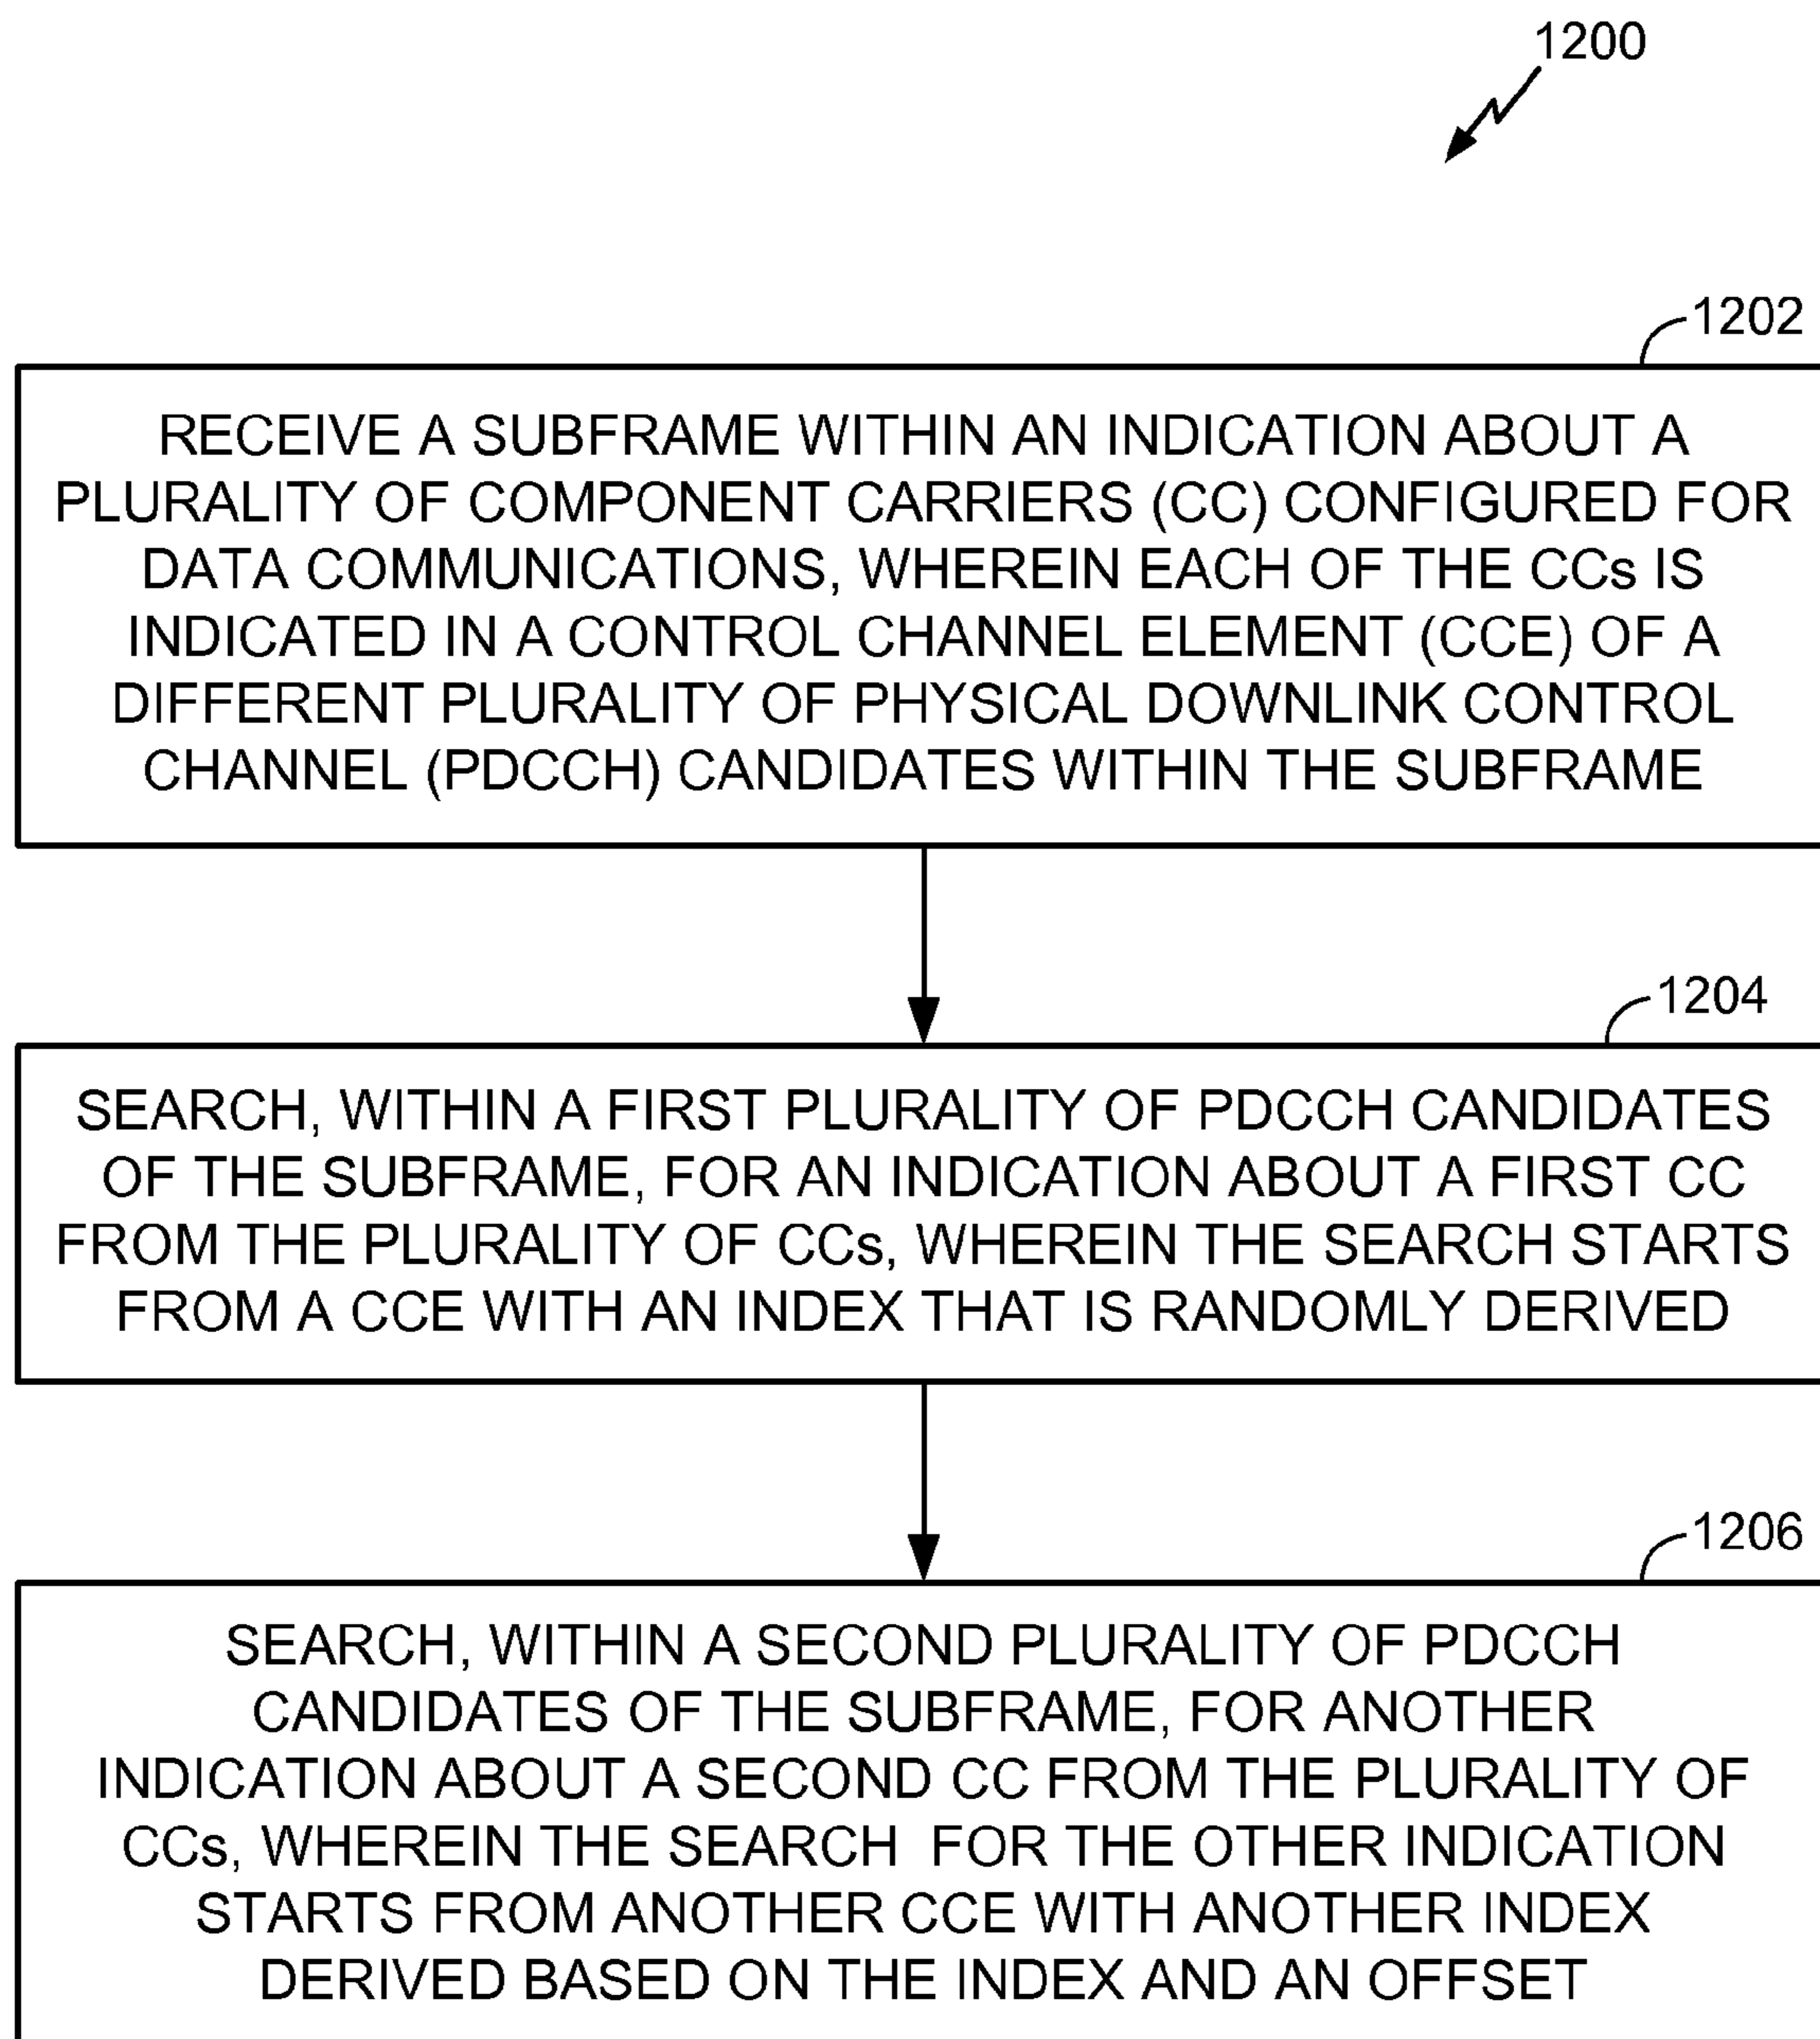 1200
1202
RECEIVE A SUBFRAME WITHIN AN INDICATION ABOUT A
PLURALITY OF COMPONENT CARRIERS (CC) CONFIGURED FOR
DATA COMMUNICATIONS, WHEREIN EACH OF THE CCs IS
INDICATED IN A CONTROL CHANNEL ELEMENT (CCE) OF A
DIFFERENT PLURALITY OF PHYSICAL DOWNLINK CONTROL
CHANNEL (PDCCH) CANDIDATES WITHIN THE SUBFRAME
1204
SEARCH, WITHIN A FIRST PLURALITY OF PDCCH CANDIDATES
OF THE SUBFRAME, FOR AN INDICATION ABOUT A FIRST CC
FROM THE PLURALITY OF CCs, WHEREIN THE SEARCH STARTS
FROM A CCE WITH AN INDEX THAT IS RANDOMLY DERIVED
1206
SEARCH, WITHIN A SECOND PLURALITY OF PDCCH
CANDIDATES OF THE SUBFRAME, FOR ANOTHER
INDICATION ABOUT A SECOND CC FROM THE PLURALITY OF
CCs, WHEREIN THE SEARCH FOR THE OTHER INDICATION
STARTS FROM ANOTHER CCE WITH ANOTHER INDEX
DERIVED BASED ON THE INDEX AND AN OFFSET